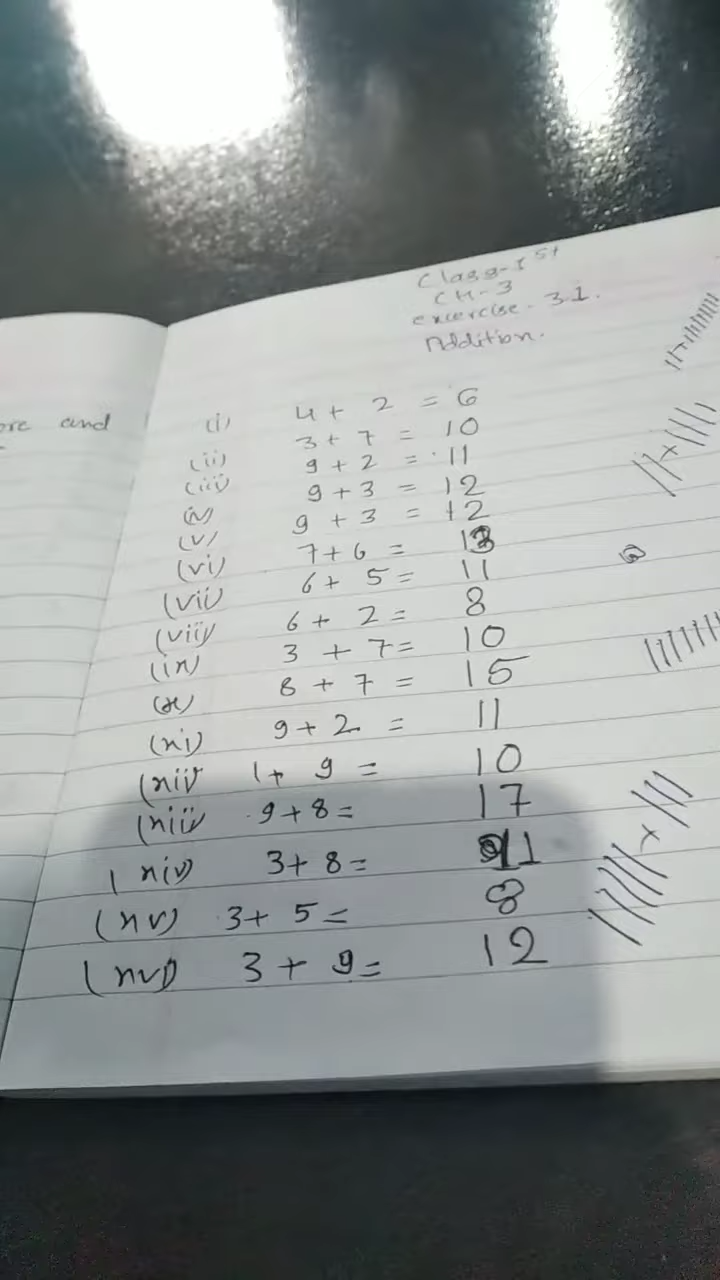 Class-1st
CH-3
excercise-3.1.
Addition.
and
(i) 4+ 2 = 6
(ii) 3+7 = 10
(iii) 9+2 = 11
(iv) 9+3 = 12
(v) 9+3 = 12
(vi) 7+6 = 13
(vii) 6+ 5= 11
(viii) 6+ 2= 8
(ix) 3 + 7= 10
(x) 8 + 7 = 15
(xi) 9+2 = 11
(xii) 1+ 9 = 10
(xiii) 9+8= 17
(xiv) 3+ 8= 11
(xv) 3+ 5= 8
(xvi) 3 + 9= 12